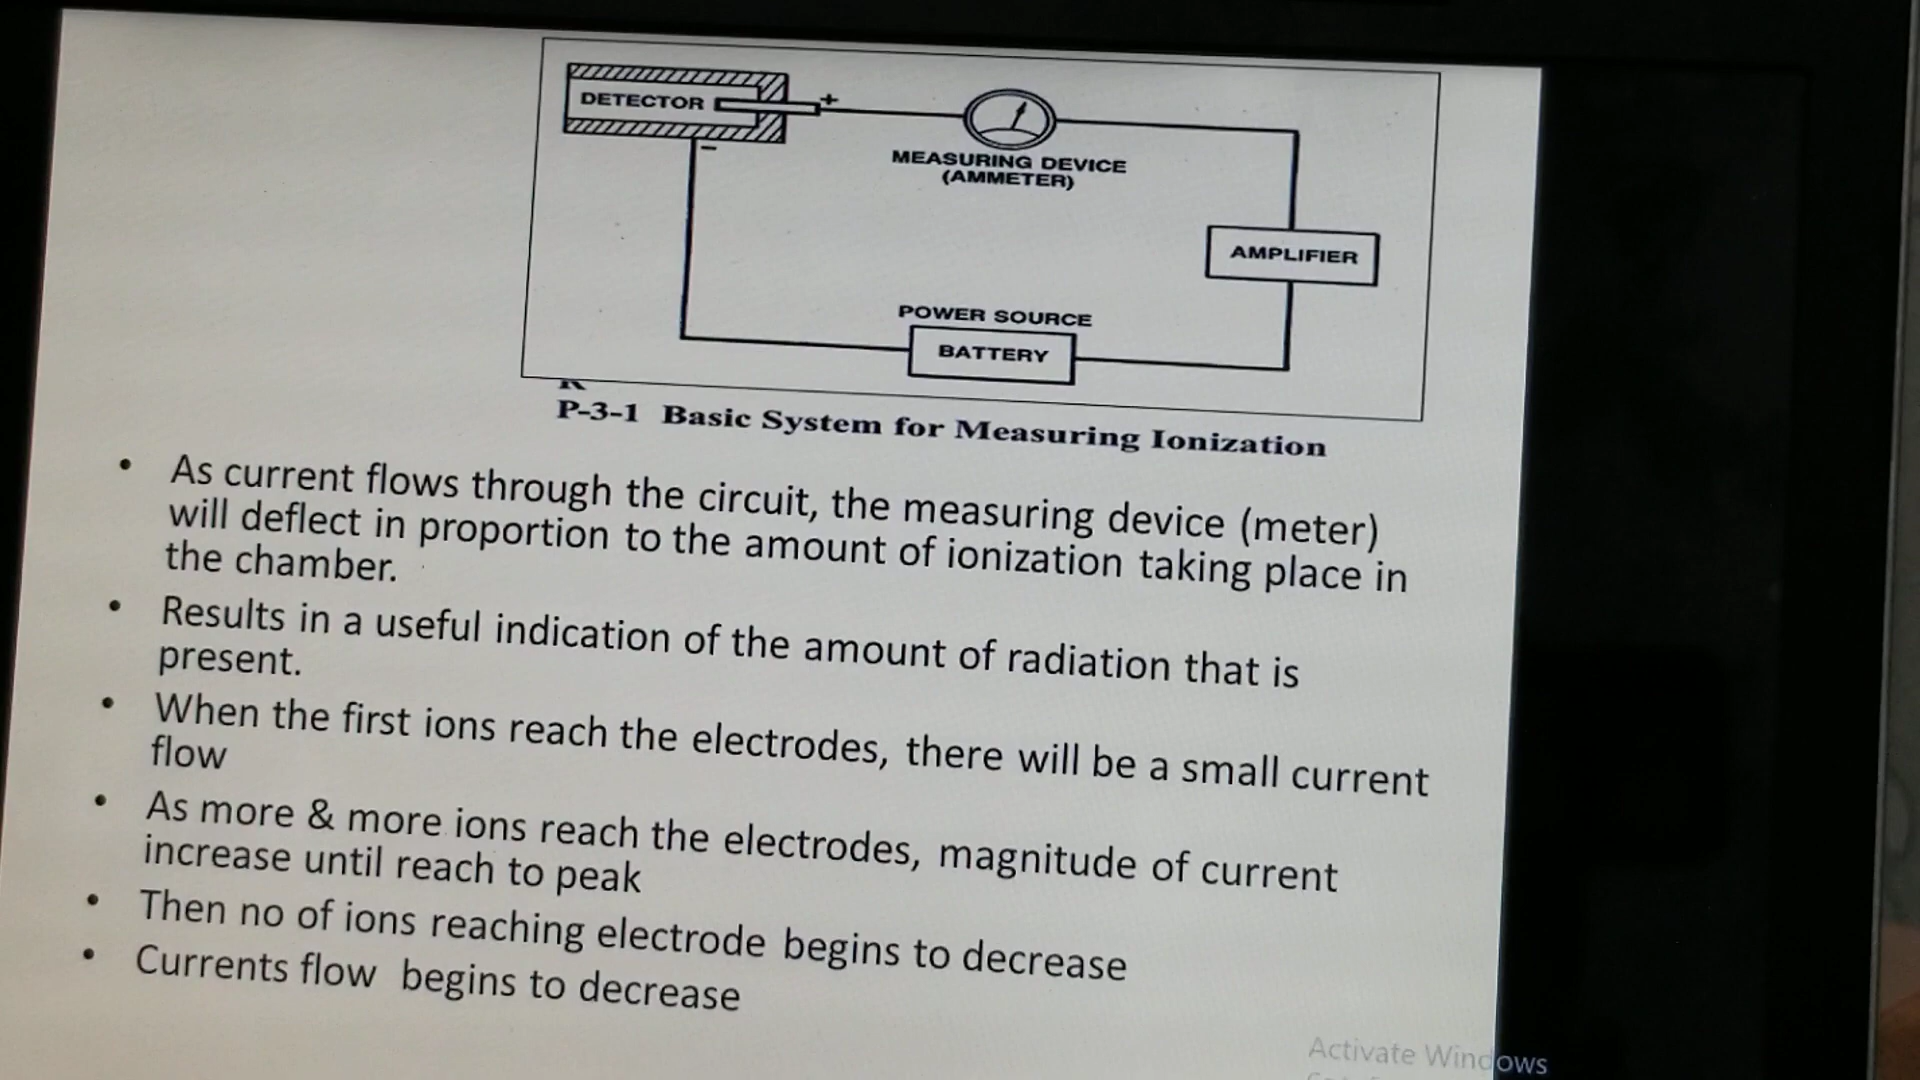 DETECTOR
+
−
MEASURING DEVICE
(AMMETER)
AMPLIFIER
POWER SOURCE
BATTERY
P-3-1 Basic System for Measuring Ionization
• As current flows through the circuit, the measuring device (meter)
will deflect in proportion to the amount of ionization taking place in
the chamber.
• Results in a useful indication of the amount of radiation that is
present.
• When the first ions reach the electrodes, there will be a small current
flow
• As more & more ions reach the electrodes, magnitude of current
increase until reach to peak
• Then no of ions reaching electrode begins to decrease
• Currents flow begins to decrease
Activate Windows